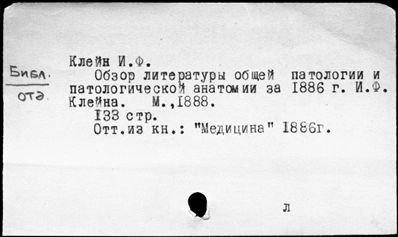 Клейн И.Ф.
Библ.
отд.
Обзор литературы общей патологии и
патологической анатомии за 1886 г. И.Ф.
Клейна. М.,1888.
133 стр.
Отт.из кн.: "Медицина" 1886г.
л